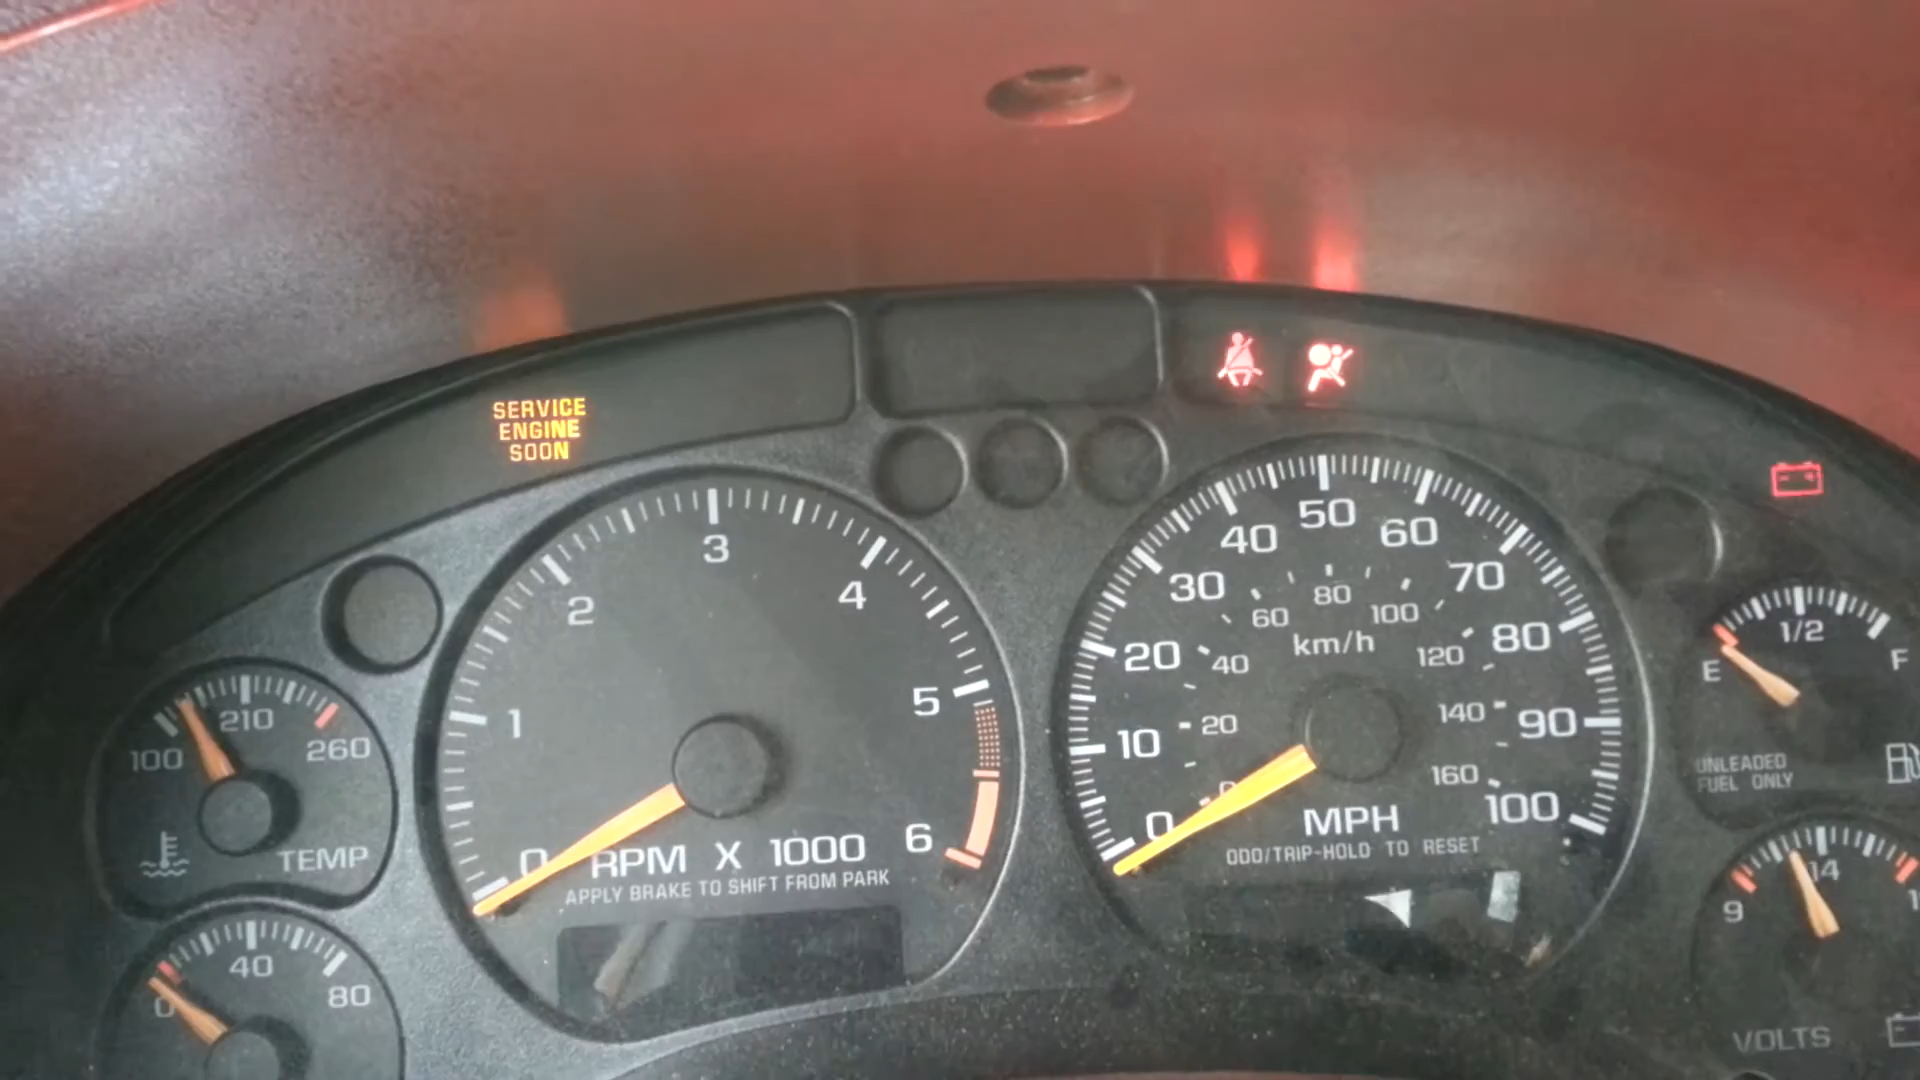 SERVICE
ENGINE
SOON
100
210
260
TEMP
0
40
80
0
1
2
3
4
5
6
RPM X 1000
APPLY BRAKE TO SHIFT FROM PARK
0
10
20
30
40
50
60
70
80
90
100
20
40
60
80
100
120
140
160
km/h
MPH
ODO/TRIP-HOLD TO RESET
E
1/2
F
UNLEADED
FUEL ONLY
9
14
VOLTS